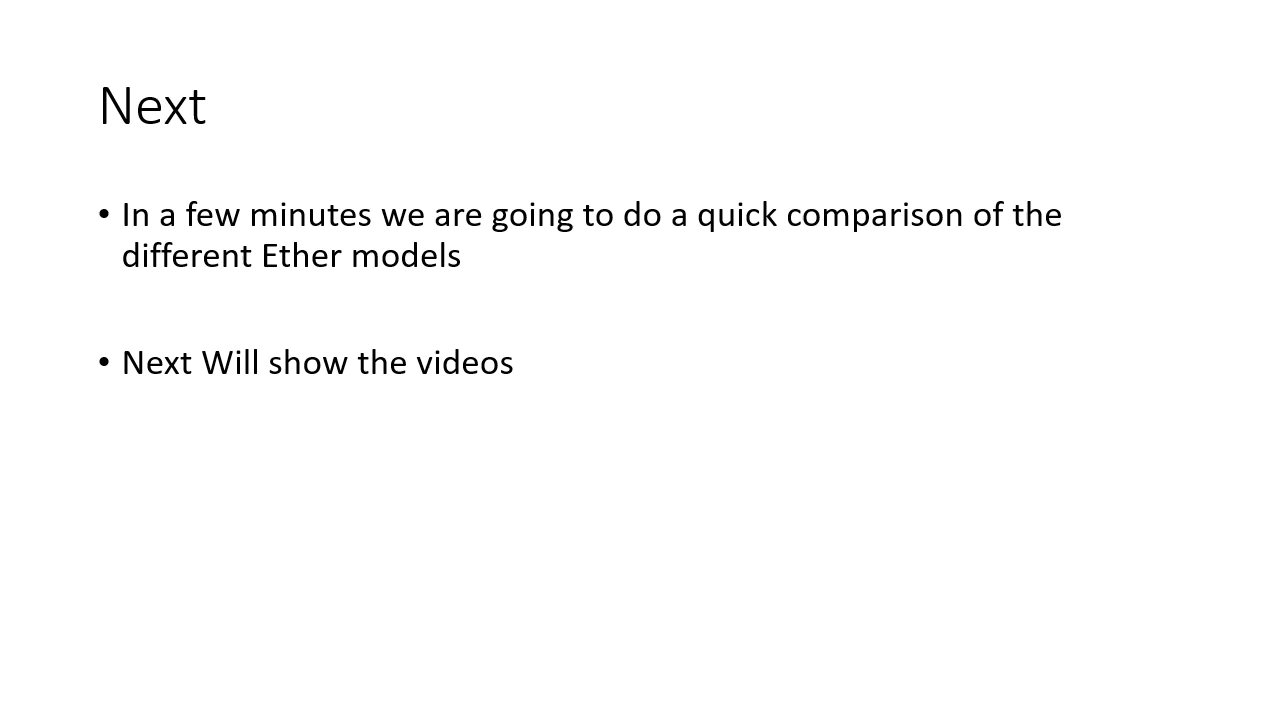 Next
• In a few minutes we are going to do a quick comparison of the
different Ether models
• Next Will show the videos